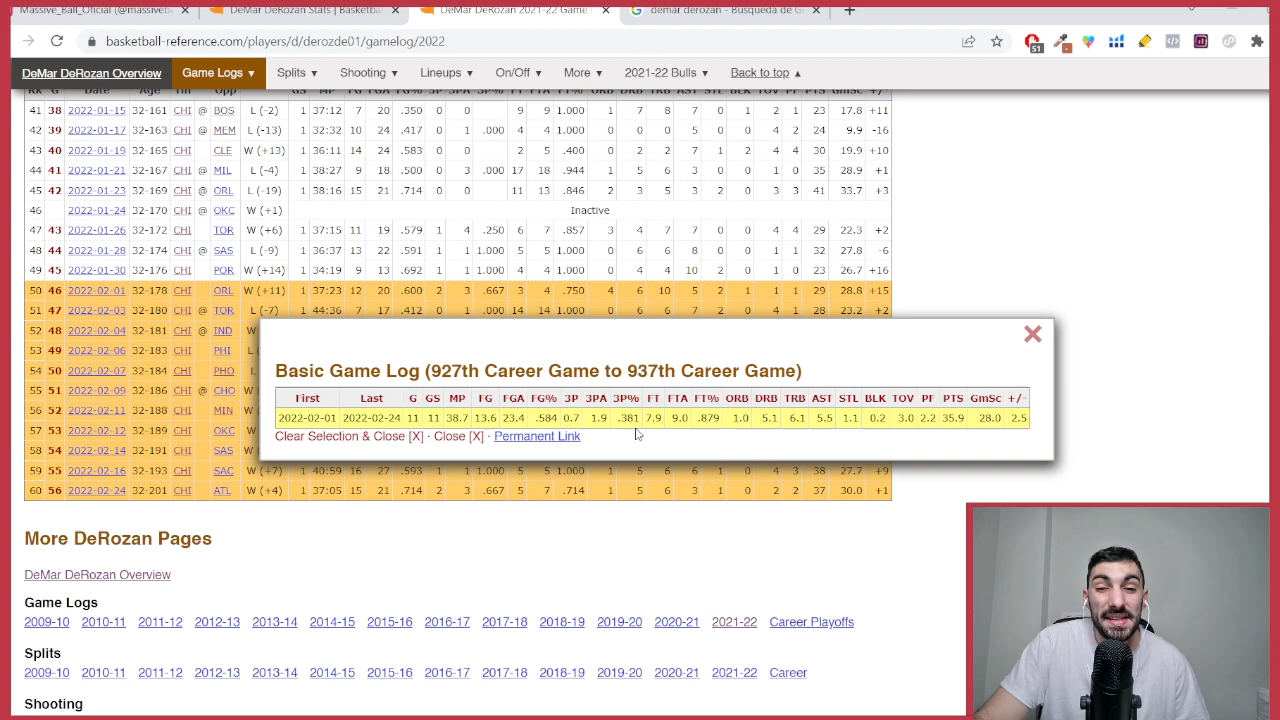 Massive_Ball_Oficial (@massiveb
DeMar DeRozan Stats | Basketba
DeMar DeRozan 2021-22 Game
demar derozan - Búsqueda de G
basketball-reference.com/players/d/derozde01/gamelog/2022
51
DeMar DeRozan Overview Game Logs ▼ Splits ▼ Shooting ▼ Lineups ▼ On/Off ▼ More ▼ 2021-22 Bulls ▼ Back to top ▲
Rk G Date Age Tm Opp GS MP FG FGA FG% 3P 3PA 3P% FT FTA FT% ORB DRB TRB AST STL BLK TOV PF PTS GmSc +/-
41 38 2022-01-15 32-161 CHI @ BOS L (-2) 1 37:12 7 20 .350 0 0 9 9 1.000 1 7 8 7 0 1 2 1 23 17.8 +11
42 39 2022-01-17 32-163 CHI @ MEM L (-13) 1 32:32 10 24 .417 0 1 .000 4 4 1.000 0 0 0 5 0 0 4 2 24 9.9 -16
43 40 2022-01-19 32-165 CHI CLE W (+13) 1 36:11 14 24 .583 0 0 2 5 .400 0 2 2 7 1 2 4 4 30 19.9 +10
44 41 2022-01-21 32-167 CHI @ MIL L (-4) 1 38:27 9 18 .500 0 3 .000 17 18 .944 1 5 6 3 0 0 1 0 35 28.9 +1
45 42 2022-01-23 32-169 CHI @ ORL L (-19) 1 38:16 15 21 .714 0 0 11 13 .846 2 3 5 3 2 0 3 3 41 33.7 +3
46 2022-01-24 32-170 CHI @ OKC W (+1) Inactive
47 43 2022-01-26 32-172 CHI TOR W (+6) 1 37:15 11 19 .579 1 4 .250 6 7 .857 3 4 7 7 0 0 4 4 29 22.3 +2
48 44 2022-01-28 32-174 CHI @ SAS L (-9) 1 36:37 13 22 .591 1 1 1.000 5 5 1.000 0 6 6 8 0 0 4 1 32 27.8 -6
49 45 2022-01-30 32-176 CHI POR W (+14) 1 34:19 9 13 .692 1 1 1.000 4 4 1.000 0 4 4 10 2 0 1 0 23 26.7 +16
50 46 2022-02-01 32-178 CHI ORL W (+11) 1 37:23 12 20 .600 2 3 .667 3 4 .750 4 6 10 5 2 1 1 1 29 28.8 +15
51 47 2022-02-03 32-180 CHI @ TOR L (-7) 1 44:36 7 17 .412 0 1 .000 14 14 1.000 0 6 6 7 2 0 1 4 28 23.2 +2
52 48 2022-02-04 32-181 CHI @ IND W
53 49 2022-02-06 32-183 CHI PHI L (
54 50 2022-02-07 32-184 CHI PHO L
55 51 2022-02-09 32-186 CHI @ CHO W
56 52 2022-02-11 32-188 CHI MIN W
57 53 2022-02-12 32-189 CHI OKC W
58 54 2022-02-14 32-191 CHI SAS W
59 55 2022-02-16 32-193 CHI SAC W (+7) 1 40:59 16 27 .593 1 1 1.000 5 5 1.000 0 6 6 6 1 0 4 3 38 27.7 +9
60 56 2022-02-24 32-201 CHI ATL W (+4) 1 37:05 15 21 .714 2 3 .667 5 7 .714 1 5 6 3 1 0 2 2 37 30.0 +1
Basic Game Log (927th Career Game to 937th Career Game)
First Last G GS MP FG FGA FG% 3P 3PA 3P% FT FTA FT% ORB DRB TRB AST STL BLK TOV PF PTS GmSc +/-
2022-02-01 2022-02-24 11 11 38.7 13.6 23.4 .584 0.7 1.9 .381 7.9 9.0 .879 1.0 5.1 6.1 5.5 1.1 0.2 3.0 2.2 35.9 28.0 2.5
Clear Selection & Close [X] · Close [X] · Permanent Link
More DeRozan Pages
DeMar DeRozan Overview
Game Logs
2009-10 2010-11 2011-12 2012-13 2013-14 2014-15 2015-16 2016-17 2017-18 2018-19 2019-20 2020-21 2021-22 Career Playoffs
Splits
2009-10 2010-11 2011-12 2012-13 2013-14 2014-15 2015-16 2016-17 2017-18 2018-19 2019-20 2020-21 2021-22 Career
Shooting